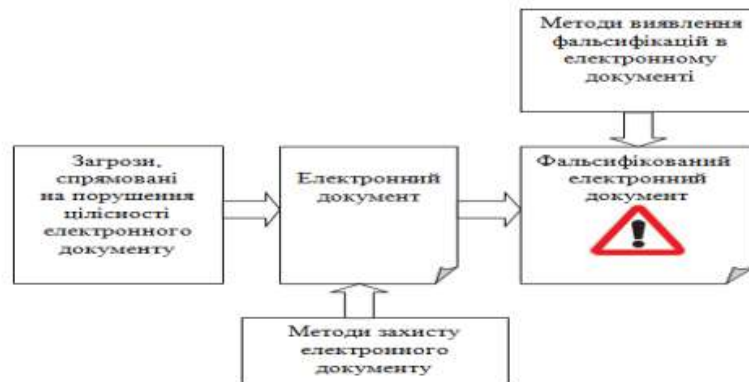 Методи виявлення
фальсифікацій в
електронному
документі
Загрози,
спрямовані
на порушення
цілісності
електронного
документу
Електронний
документ
Фальсифікований
електронний
документ
!
Методи захисту
електронного
документу